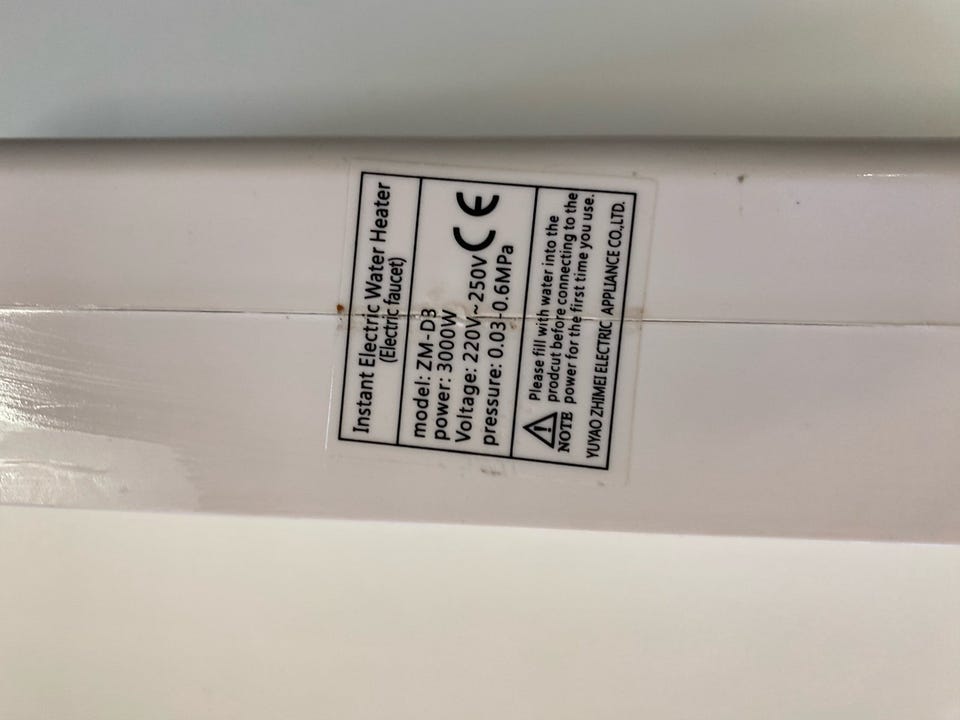 Instant Electric Water Heater
(Electric faucet)
model: ZM-D3
power: 3000W
Voltage: 220V~250V
pressure: 0.03-0.6MPa
CE
Please fill with water into the
prodcut before connecting to the
NOTE power for the first time you use.
YUYAO ZHIMEI ELECTRIC APPLIANCE CO.,LTD.